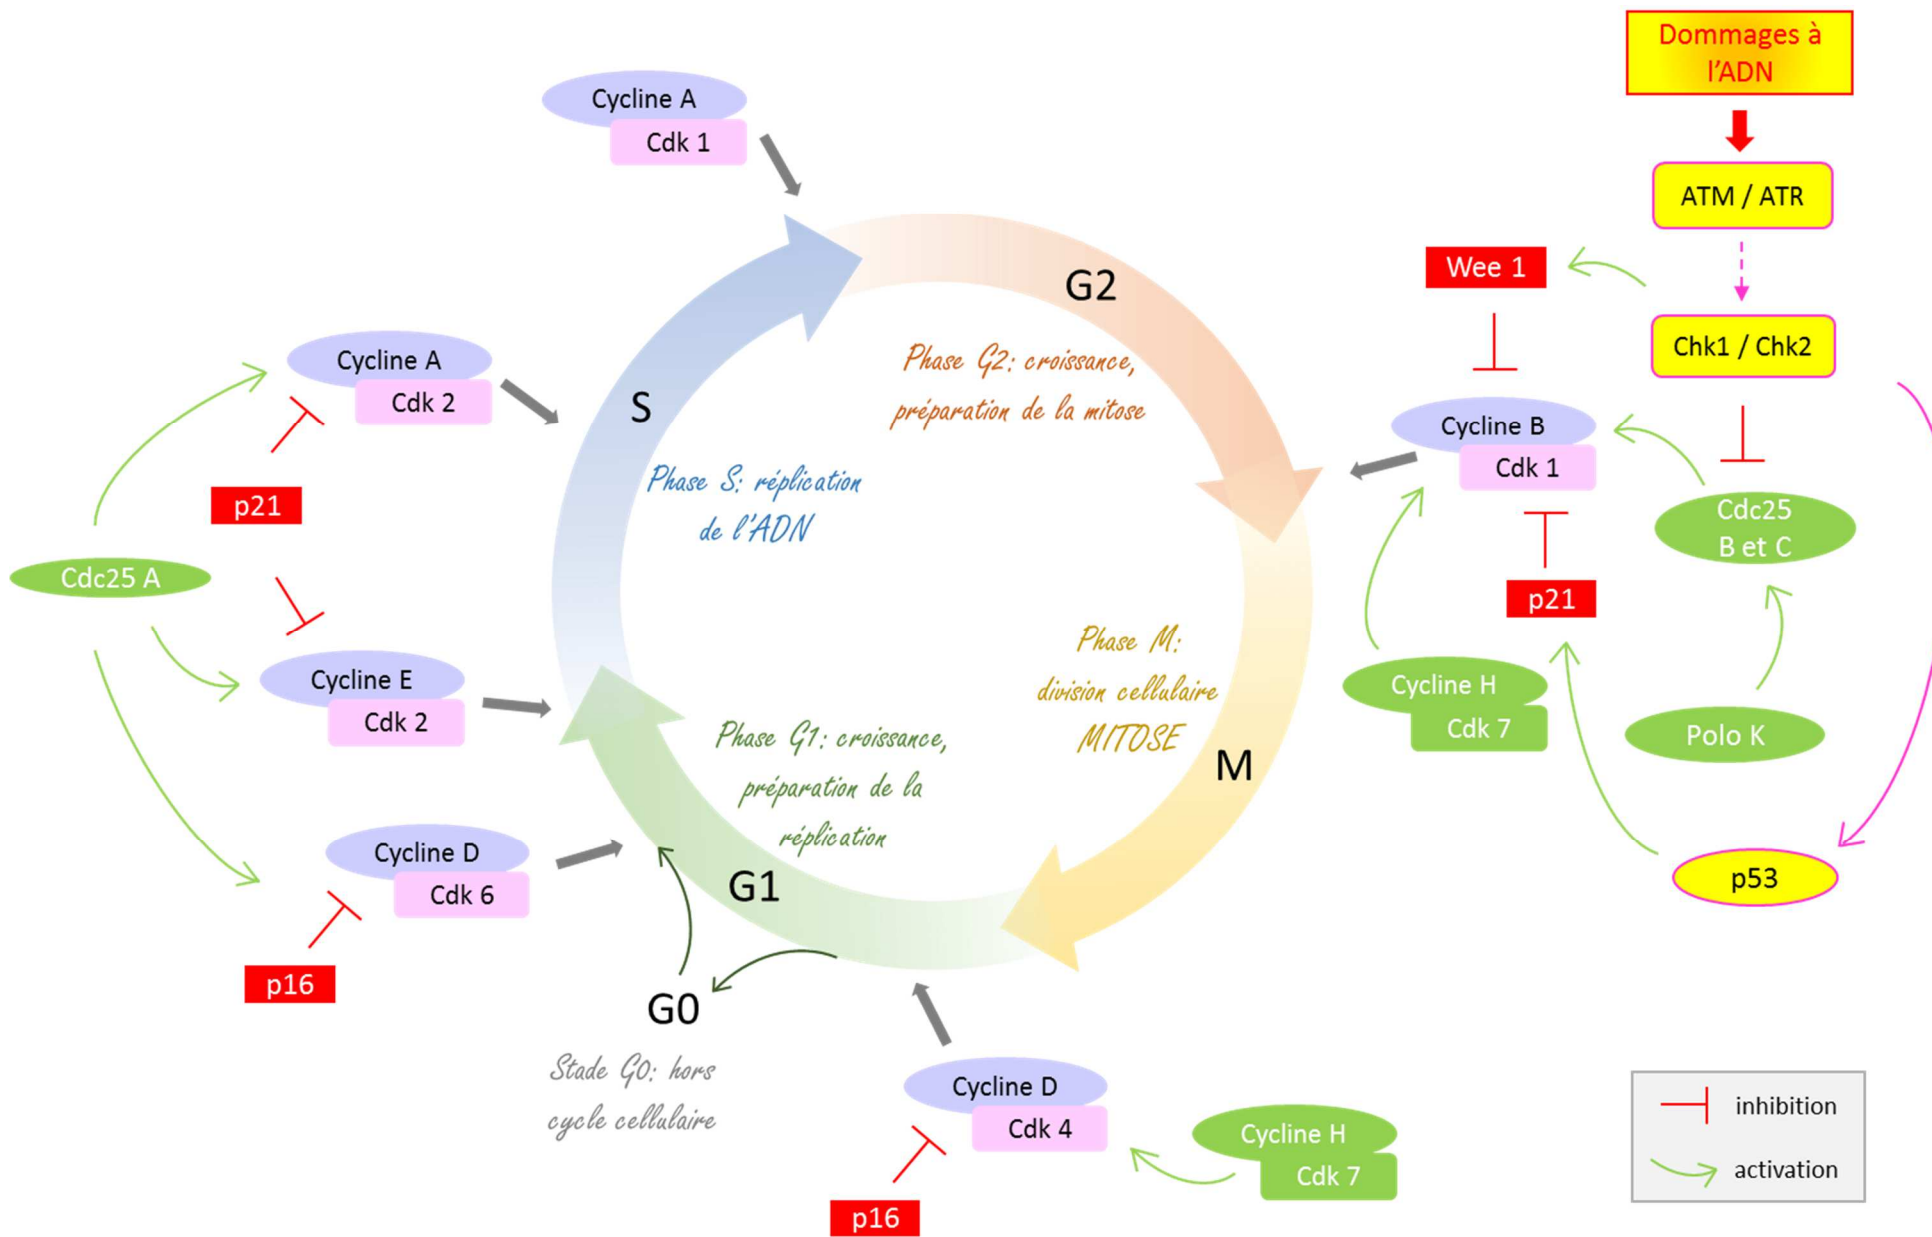 Dommages à
l'ADN
Cycline A
Cdk 1
ATM / ATR
Wee 1
G2
Chk1 / Chk2
Phase G2: croissance,
préparation de la mitose
Cycline A
Cdk 2
S
Cycline B
Cdk 1
Phase S: réplication
de l'ADN
p21
Cdc25
B et C
Cdc25 A
p21
Phase M:
division cellulaire
MITOSE
Cycline E
Cdk 2
Cycline H
Cdk 7
Polo K
Phase G1: croissance,
préparation de la
réplication
M
Cycline D
Cdk 6
G1
p53
p16
G0
Stade G0: hors
cycle cellulaire
Cycline D
Cdk 4
Cycline H
Cdk 7
p16
inhibition
activation